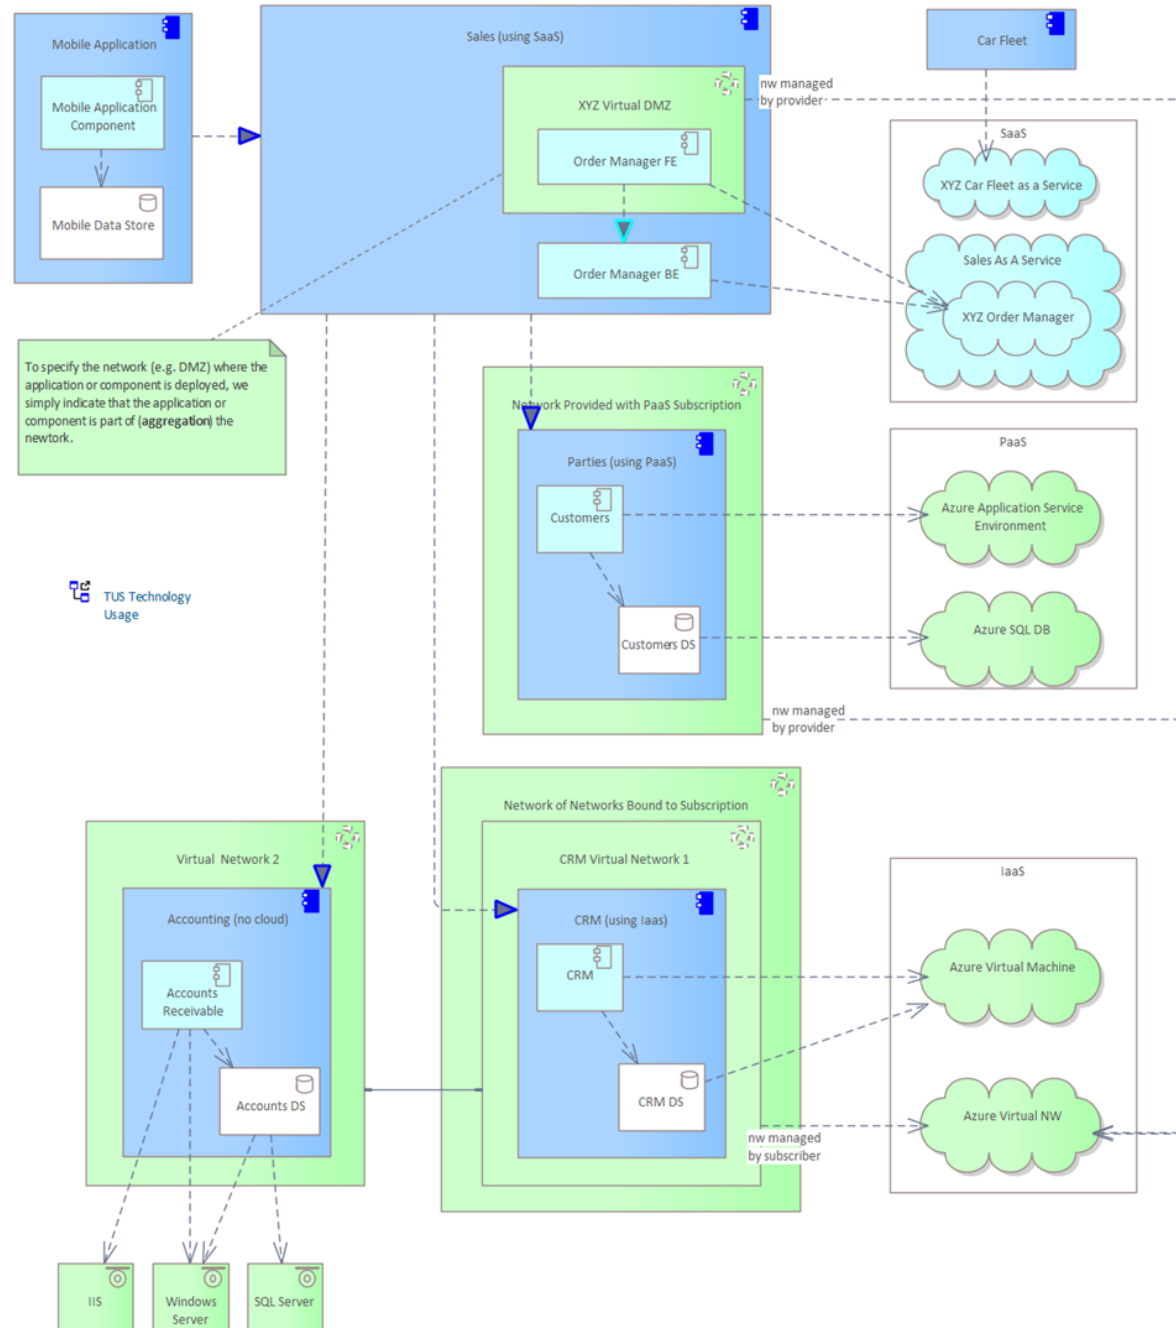 Mobile Application
Mobile Application
Component
Mobile Data Store
Sales (using SaaS)
XYZ Virtual DMZ
Order Manager FE
Order Manager BE
nw managed
by provider
Car Fleet
SaaS
XYZ Car Fleet as a Service
Sales As A Service
XYZ Order Manager
To specify the network (e.g. DMZ) where the
application or component is deployed, we
simply indicate that the application or
component is part of (aggregation) the
newtork.
Network Provided with PaaS Subscription
Parties (using PaaS)
Customers
Customers DS
PaaS
Azure Application Service
Environment
Azure SQL DB
nw managed
by provider
TUS Technology
Usage
Network of Networks Bound to Subscription
CRM Virtual Network 1
CRM (using Iaas)
CRM
CRM DS
nw managed
by subscriber
Virtual Network 2
Accounting (no cloud)
Accounts
Receivable
Accounts DS
IaaS
Azure Virtual Machine
Azure Virtual NW
IIS
Windows
Server
SQL Server